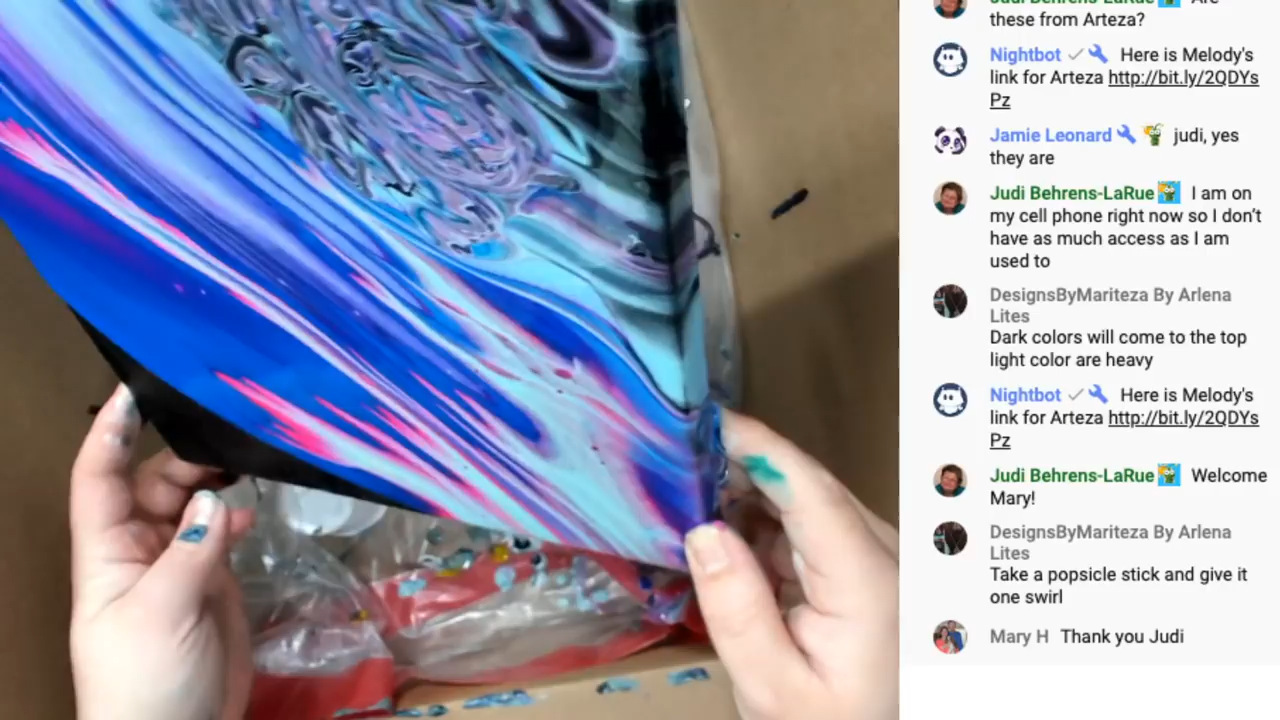 Judi Behrens-LaRue Are
these from Arteza?
Nightbot Here is Melody's
link for Arteza http://bit.ly/2QDYs
Pz
Jamie Leonard judi, yes
they are
Judi Behrens-LaRue I am on
my cell phone right now so I don't
have as much access as I am
used to
DesignsByMariteza By Arlena
Lites
Dark colors will come to the top
light color are heavy
Nightbot Here is Melody's
link for Arteza http://bit.ly/2QDYs
Pz
Judi Behrens-LaRue Welcome
Mary!
DesignsByMariteza By Arlena
Lites
Take a popsicle stick and give it
one swirl
Mary H Thank you Judi